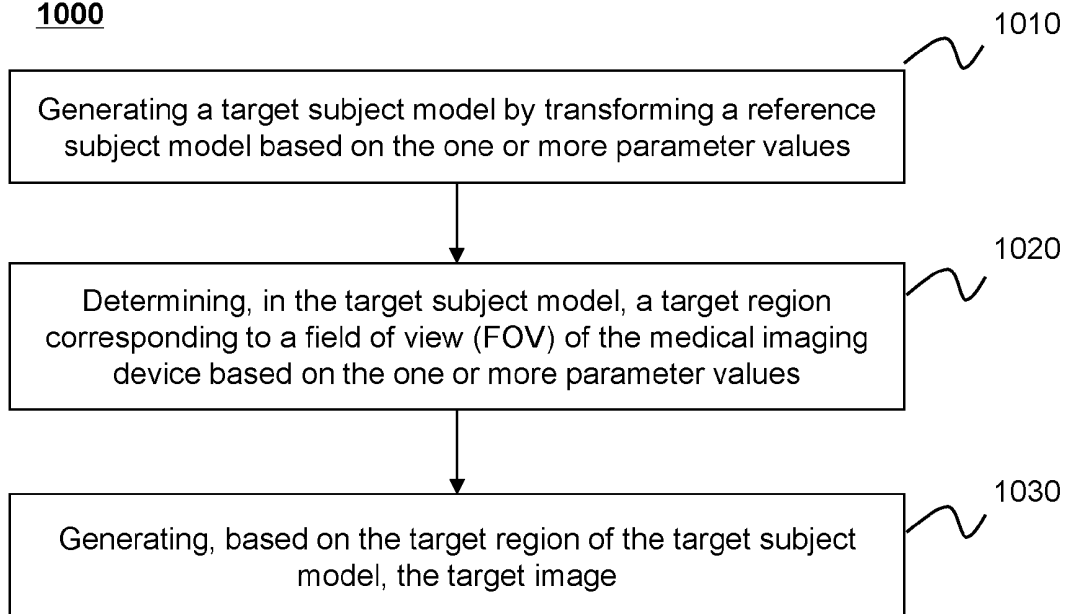 1000
1010
Generating a target subject model by transforming a reference
subject model based on the one or more parameter values
1020
Determining, in the target subject model, a target region
corresponding to a field of view (FOV) of the medical imaging
device based on the one or more parameter values
1030
Generating, based on the target region of the target subject
model, the target image